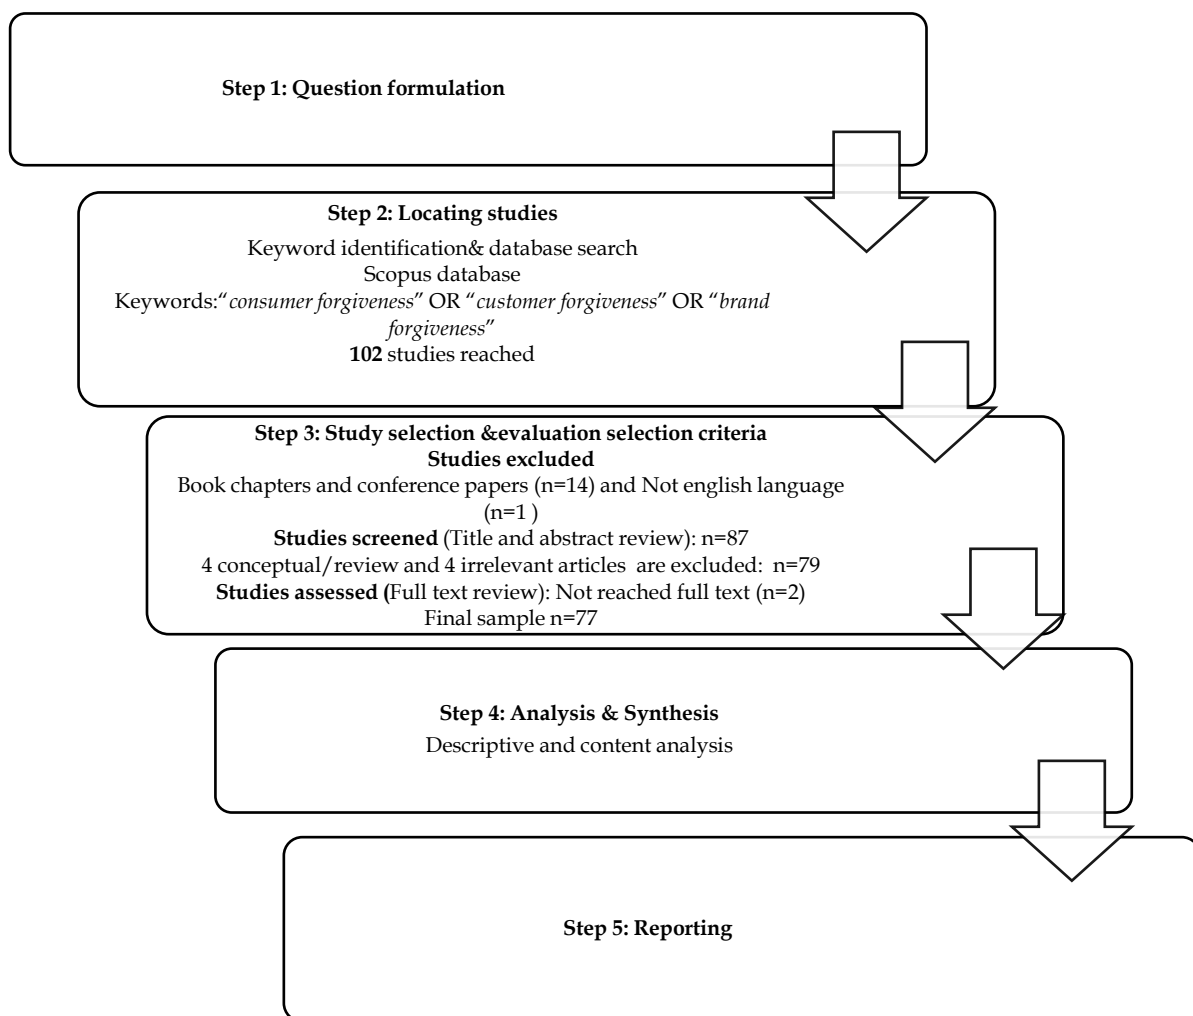 Step 1: Question formulation
Step 2: Locating studies
Keyword identification& database search
Scopus database
Keywords:“consumer forgiveness” OR “customer forgiveness” OR “brand
forgiveness”
102 studies reached
Step 3: Study selection &evaluation selection criteria
Studies excluded
Book chapters and conference papers (n=14) and Not english language
(n=1 )
Studies screened (Title and abstract review): n=87
4 conceptual/review and 4 irrelevant articles are excluded: n=79
Studies assessed (Full text review): Not reached full text (n=2)
Final sample n=77
Step 4: Analysis & Synthesis
Descriptive and content analysis
Step 5: Reporting